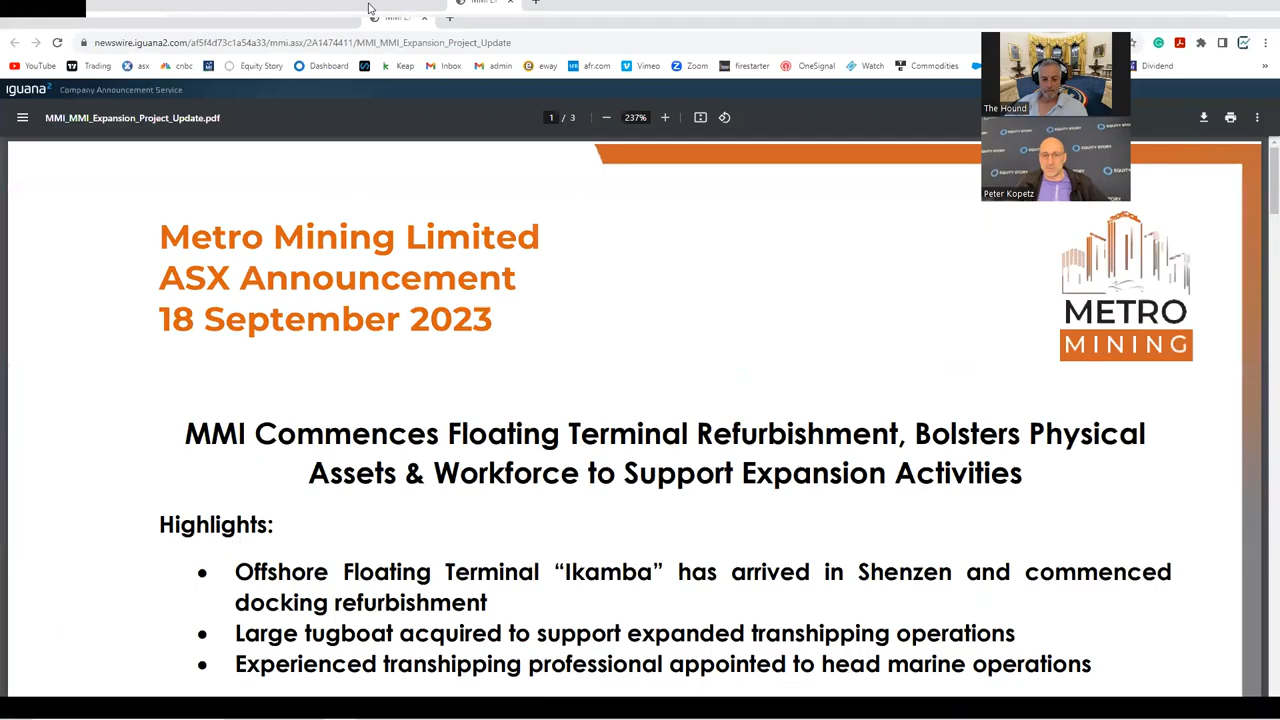 newswire.iguana2.com/af5f4d73c1a54a33/mmi.asx/2A1474411/MMI_MMI_Expansion_Project_Update
YouTube Trading asx cnbc Equity Story Dashboard Keap Inbox admin eway afr.com Vimeo Zoom firestarter OneSignal Watch Commodities Dividend
iguana2 Company Announcement Service
MMI_MMI_Expansion_Project_Update.pdf 1 / 3 237%
The Hound
EQUITY STORY
Peter Kopetz
Metro Mining Limited
ASX Announcement
18 September 2023
METRO
MINING
MMI Commences Floating Terminal Refurbishment, Bolsters Physical
Assets & Workforce to Support Expansion Activities
Highlights:
• Offshore Floating Terminal “Ikamba” has arrived in Shenzen and commenced
docking refurbishment
• Large tugboat acquired to support expanded transhipping operations
• Experienced transhipping professional appointed to head marine operations